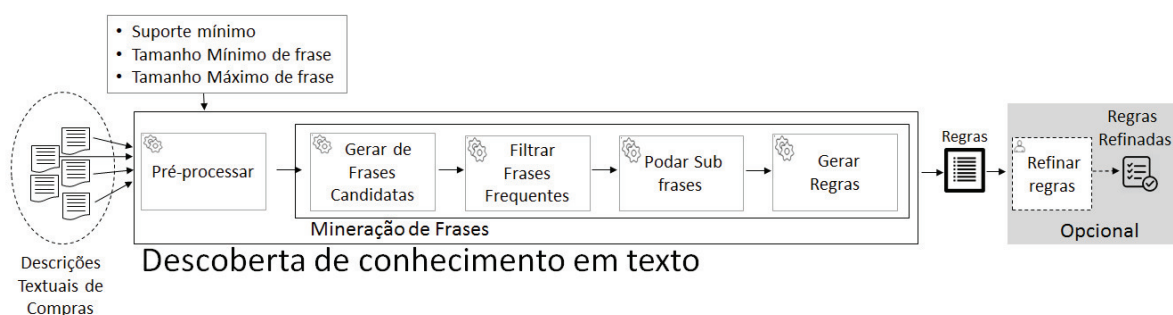 • Suporte mínimo
• Tamanho Mínimo de frase
• Tamanho Máximo de frase
Descrições
Textuais de
Compras
Pré-processar
Gerar de
Frases
Candidatas
Filtrar
Frases
Frequentes
Podar Sub
frases
Gerar
Regras
Mineração de Frases
Descoberta de conhecimento em texto
Regras
Refinar
regras
Regras
Refinadas
Opcional